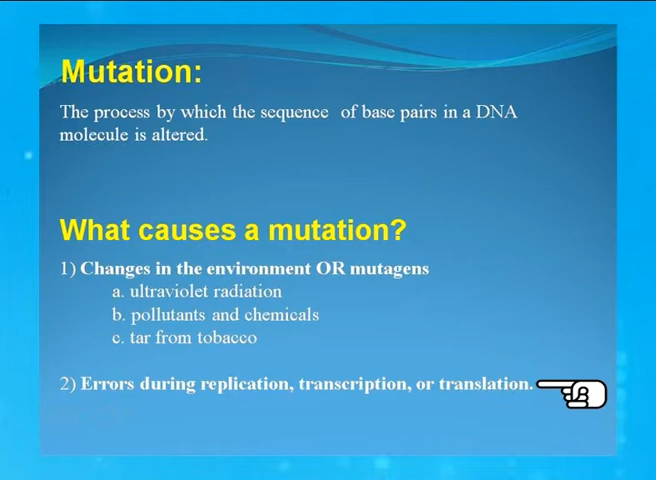 Mutation:
The process by which the sequence of base pairs in a DNA
molecule is altered.
What causes a mutation?
1) Changes in the environment OR mutagens
a. ultraviolet radiation
b. pollutants and chemicals
c. tar from tobacco
2) Errors during replication, transcription, or translation.